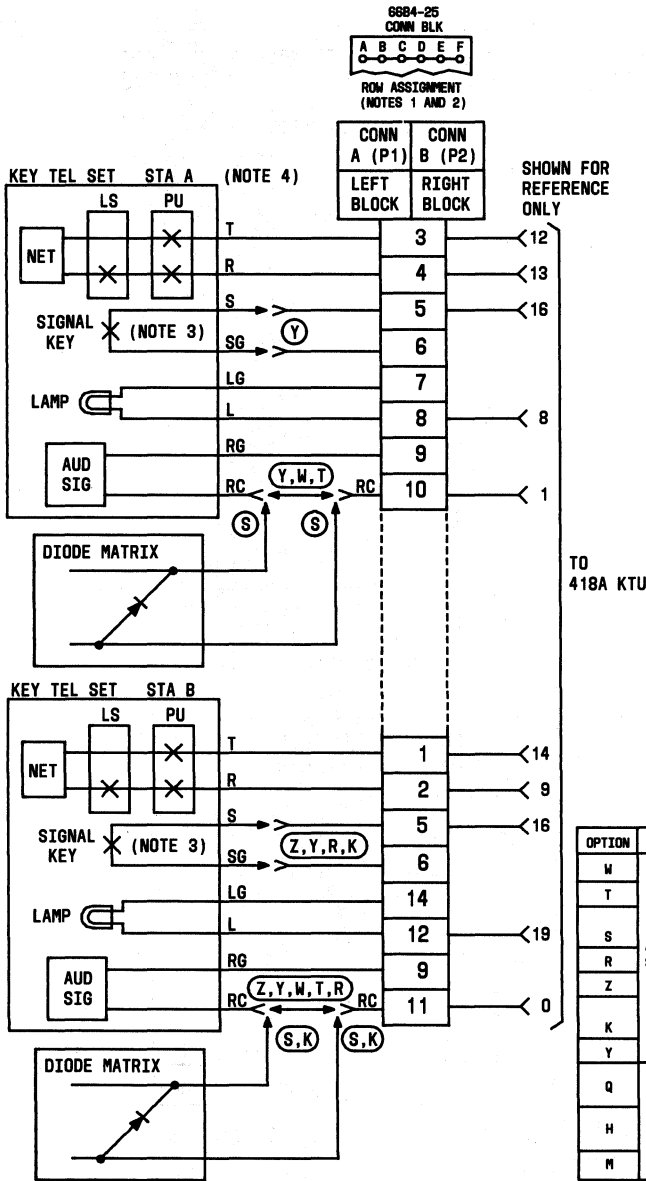 66B4-25
CONN BLK
A B C D E F
ROW ASSIGNMENT
(NOTES 1 AND 2)
CONN A (P1) CONN B (P2)
LEFT BLOCK RIGHT BLOCK
SHOWN FOR
REFERENCE
ONLY
KEY TEL SET STA A (NOTE 4)
LS PU
NET
T 3 12
R 4 13
SIGNAL KEY (NOTE 3)
S 5 16
Y
SG 6
LAMP
LG 7
L 8 8
AUD SIG
RG 9
Y,W,T
RC RC 10 1
S S
DIODE MATRIX
TO
418A KTU
KEY TEL SET STA B
LS PU
NET
T 1 14
R 2 9
SIGNAL KEY (NOTE 3)
S 5 16
Z,Y,R,K
SG 6
LAMP
LG 14
L 12 19
AUD SIG
RG 9
Z,Y,W,T,R
RC RC 11 0
S,K S,K
DIODE MATRIX
OPTION
W
T
S
R
Z
K
Y
Q
H
M